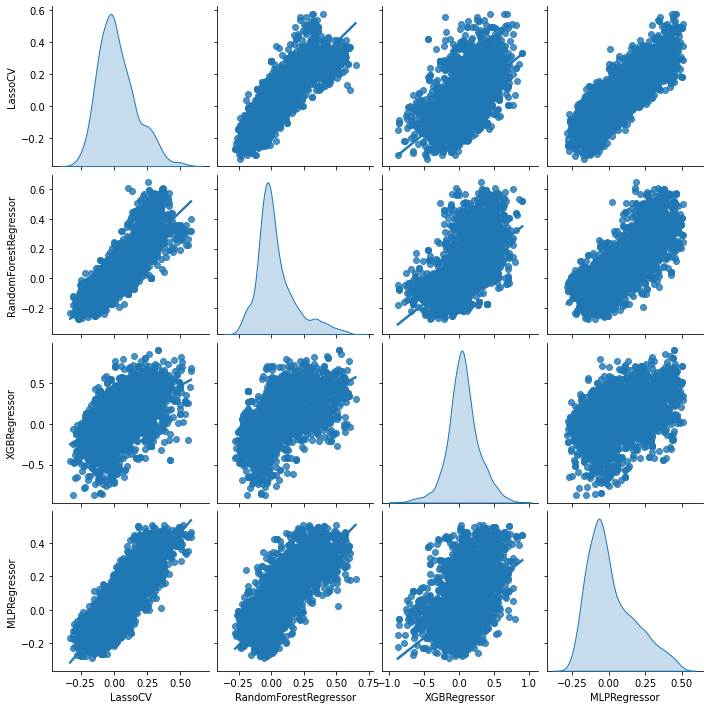 0.6
0.4
0.2
0.0
−0.2
LassoCV
0.6
0.4
0.2
0.0
−0.2
RandomForestRegressor
0.5
0.0
−0.5
XGBRegressor
0.4
0.2
0.0
−0.2
MLPRegressor
−0.25 0.00 0.25 0.50
−0.25 0.00 0.25 0.50 0.75
−1.0 −0.5 0.0 0.5 1.0
−0.25 0.00 0.25 0.50
LassoCV RandomForestRegressor XGBRegressor MLPRegressor